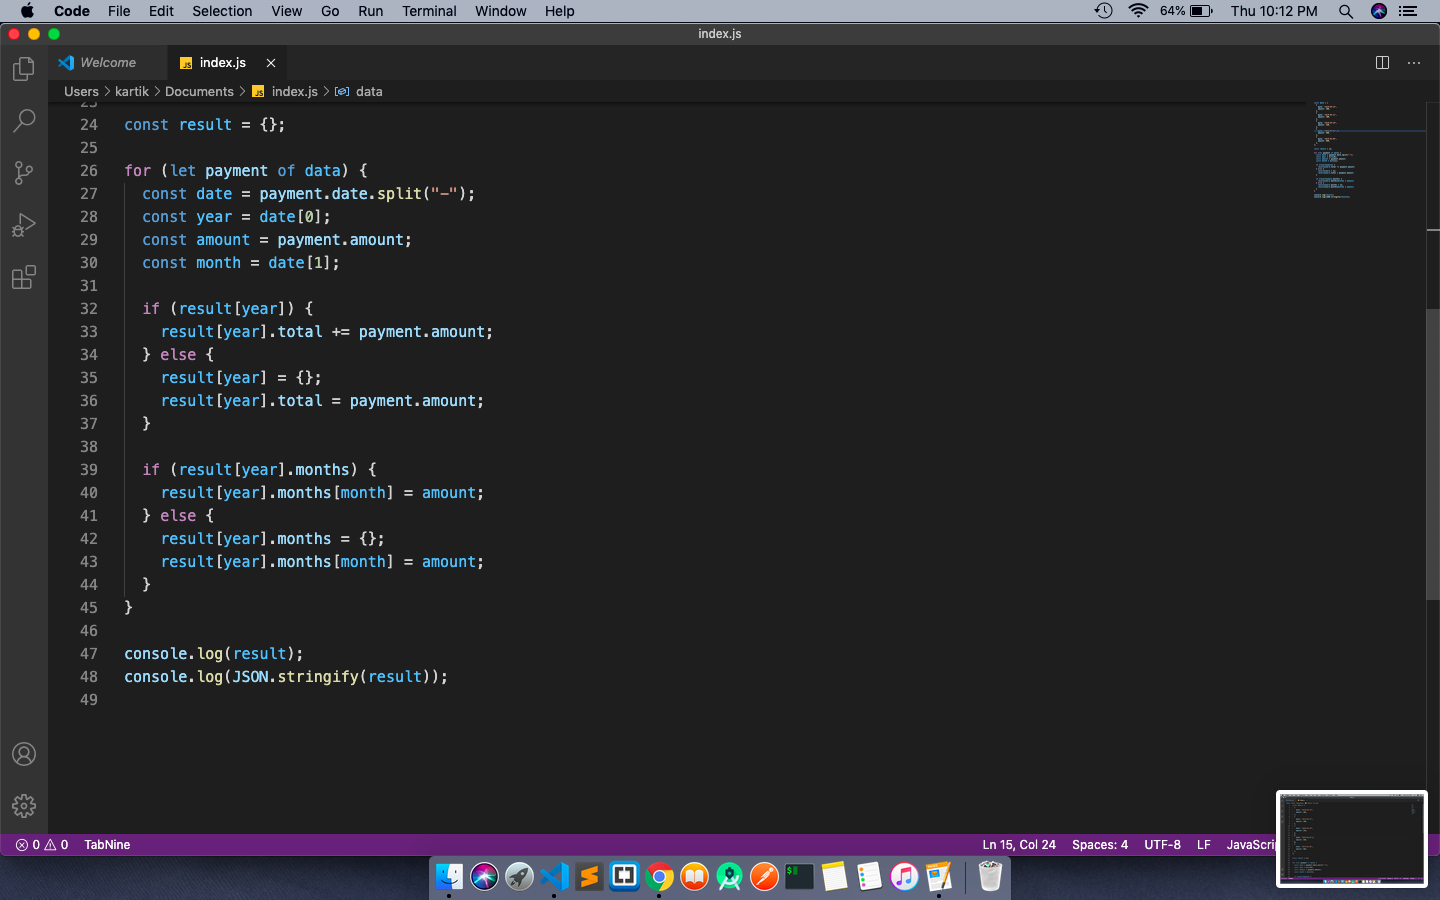 Code File Edit Selection View Go Run Terminal Window Help 64% Thu 10:12 PM
index.js
Welcome JS index.js
Users > kartik > Documents > JS index.js > data
23
24 const result = {};
25
26 for (let payment of data) {
27 const date = payment.date.split("-");
28 const year = date[0];
29 const amount = payment.amount;
30 const month = date[1];
31
32 if (result[year]) {
33 result[year].total += payment.amount;
34 } else {
35 result[year] = {};
36 result[year].total = payment.amount;
37 }
38
39 if (result[year].months) {
40 result[year].months[month] = amount;
41 } else {
42 result[year].months = {};
43 result[year].months[month] = amount;
44 }
45 }
46
47 console.log(result);
48 console.log(JSON.stringify(result));
49
0 0 TabNine Ln 15, Col 24 Spaces: 4 UTF-8 LF JavaScrip